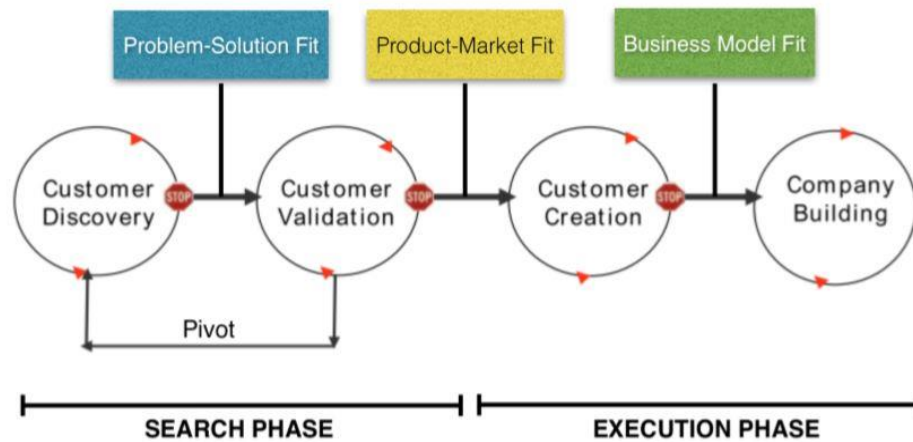 Problem-Solution Fit
Product-Market Fit
Business Model Fit
Customer
Discovery
STOP
Customer
Validation
STOP
Customer
Creation
STOP
Company
Building
Pivot
SEARCH PHASE
EXECUTION PHASE